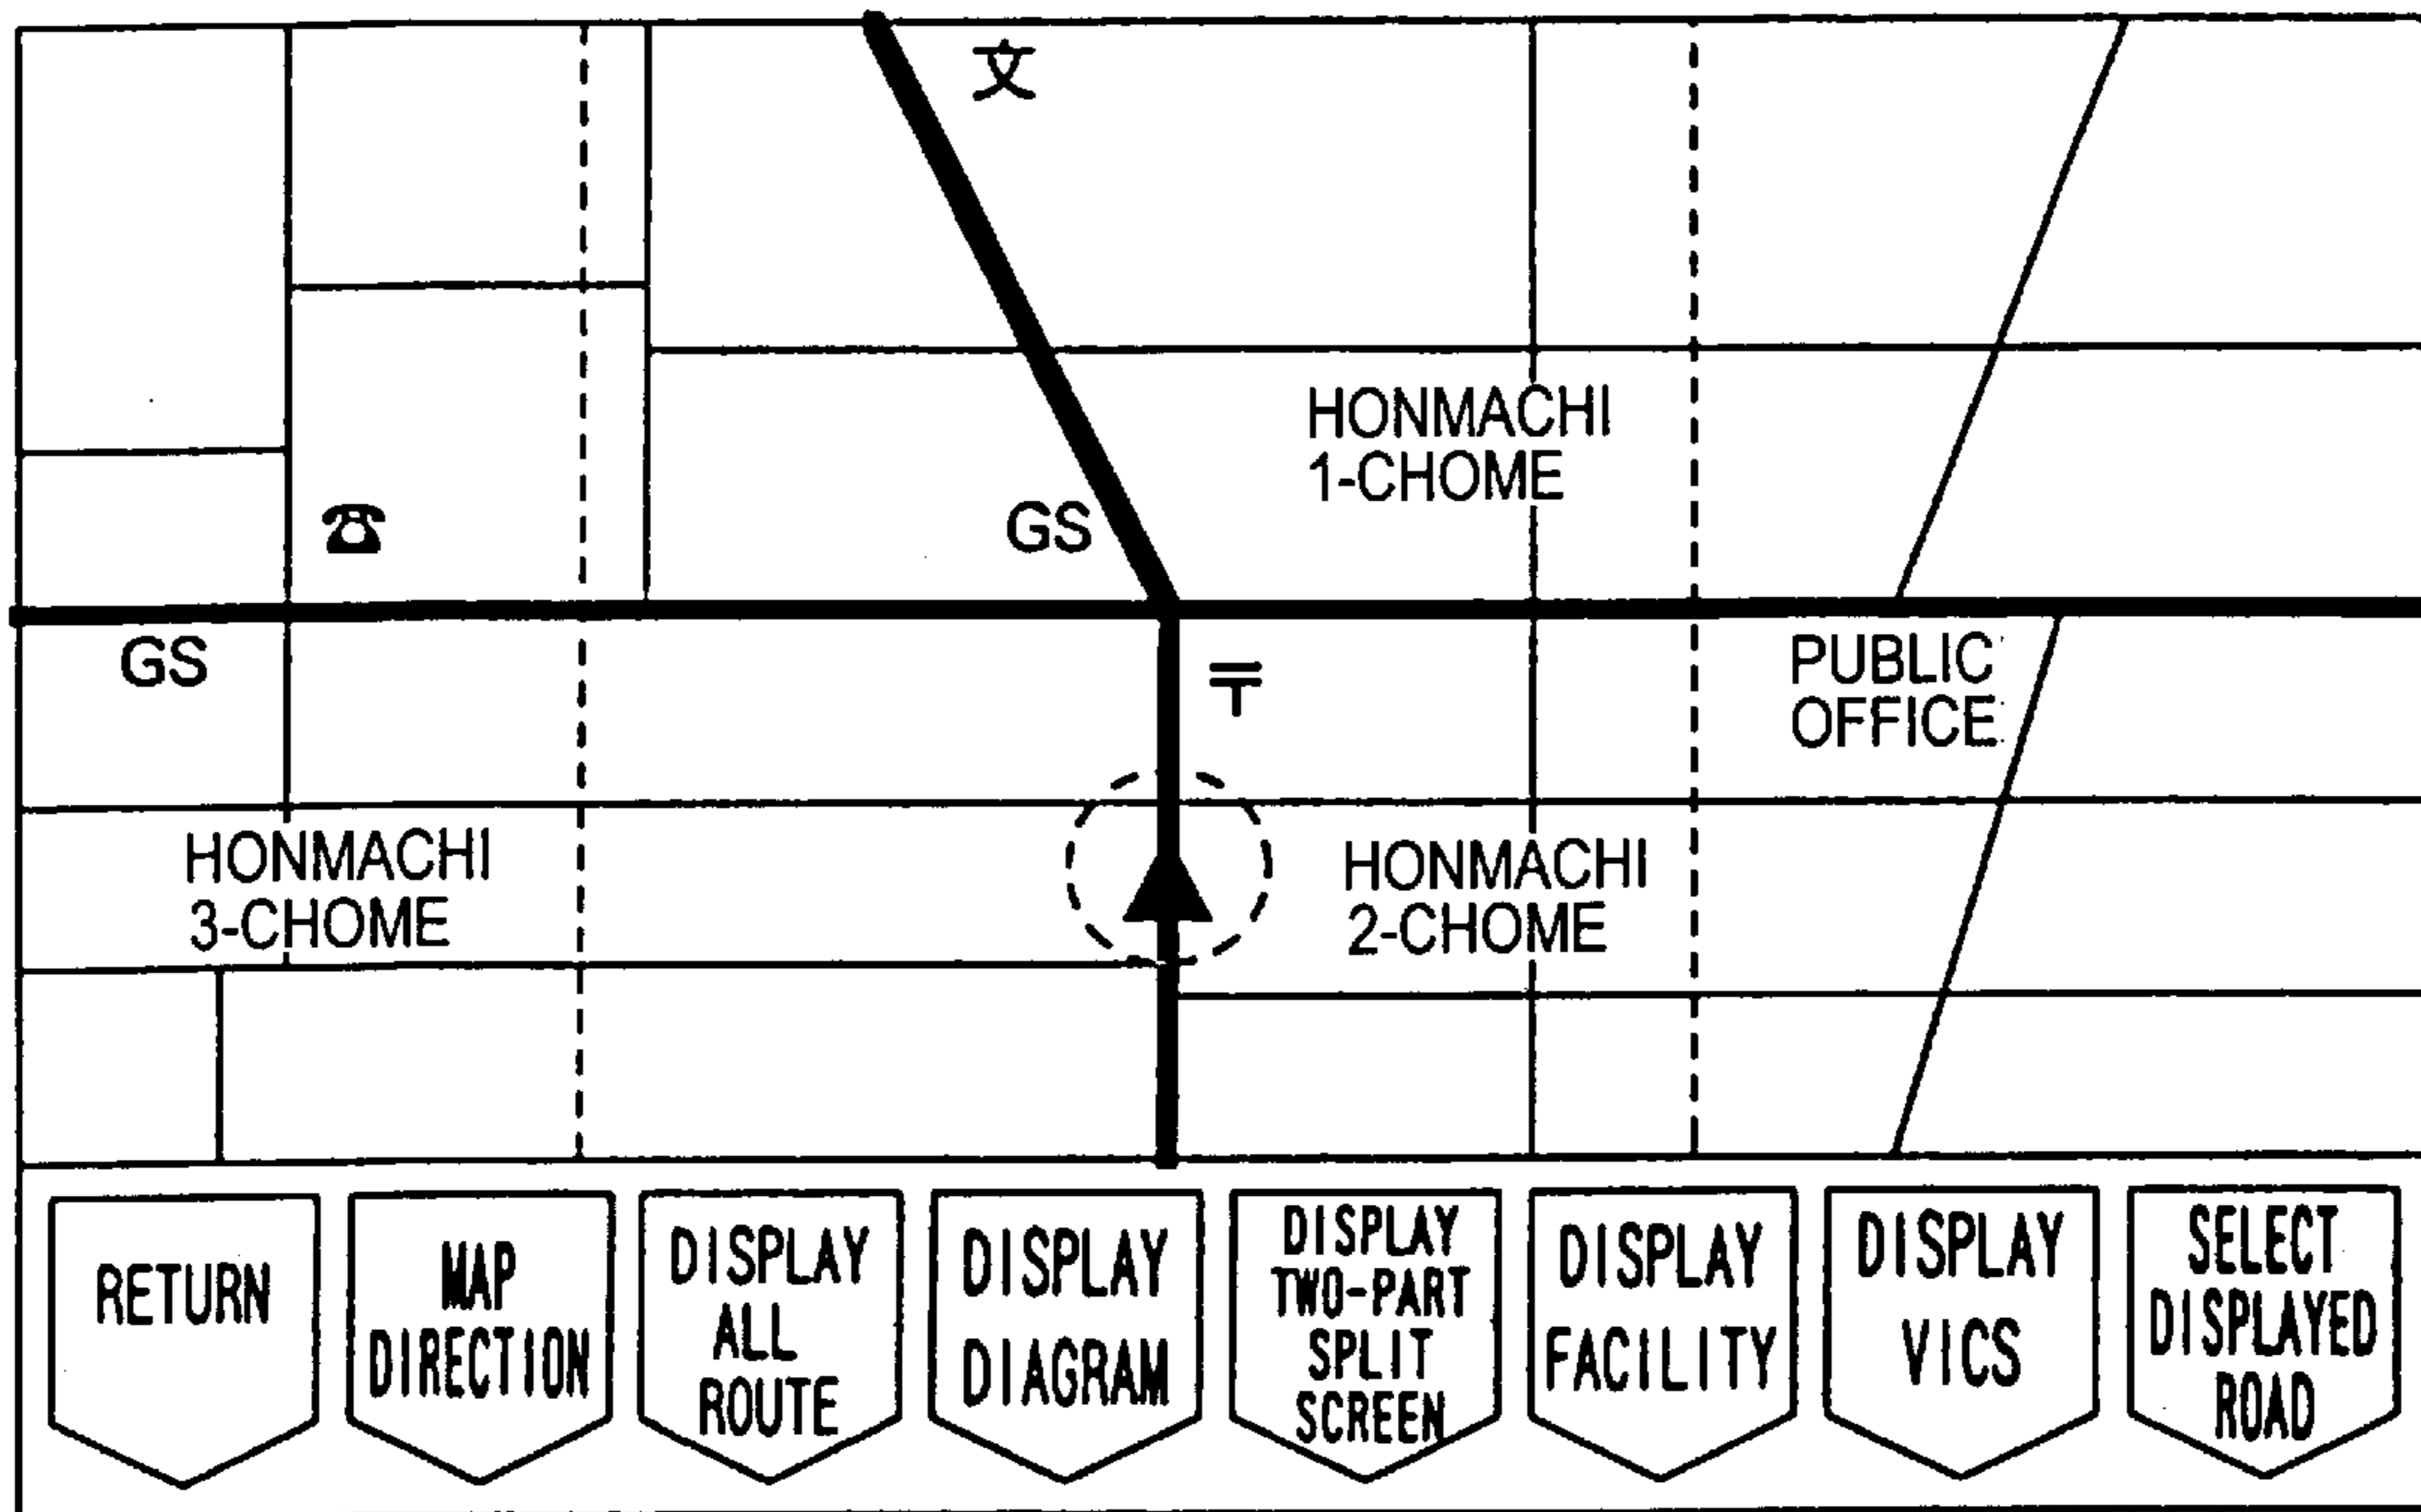 文
HONMACHI
1-CHOME
GS
☎
GS
〒
PUBLIC
OFFICE
HONMACHI
3-CHOME
HONMACHI
2-CHOME
RETURN
MAP
DIRECTION
DISPLAY
ALL
ROUTE
DISPLAY
DIAGRAM
DISPLAY
TWO-PART
SPLIT
SCREEN
DISPLAY
FACILITY
DISPLAY
VICS
SELECT
DISPLAYED
ROAD